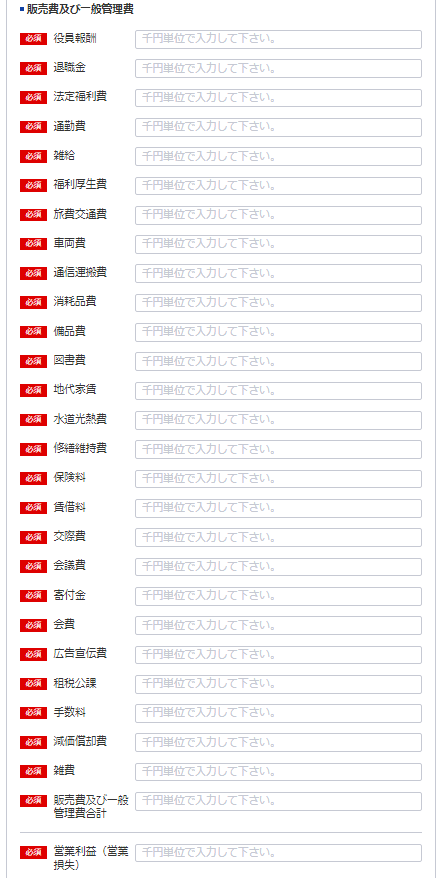 販売費及び一般管理費
必須 役員報酬 千円単位で入力して下さい。
必須 退職金 千円単位で入力して下さい。
必須 法定福利費 千円単位で入力して下さい。
必須 通勤費 千円単位で入力して下さい。
必須 雑給 千円単位で入力して下さい。
必須 福利厚生費 千円単位で入力して下さい。
必須 旅費交通費 千円単位で入力して下さい。
必須 車両費 千円単位で入力して下さい。
必須 通信運搬費 千円単位で入力して下さい。
必須 消耗品費 千円単位で入力して下さい。
必須 備品費 千円単位で入力して下さい。
必須 図書費 千円単位で入力して下さい。
必須 地代家賃 千円単位で入力して下さい。
必須 水道光熱費 千円単位で入力して下さい。
必須 修繕維持費 千円単位で入力して下さい。
必須 保険料 千円単位で入力して下さい。
必須 賃借料 千円単位で入力して下さい。
必須 交際費 千円単位で入力して下さい。
必須 会議費 千円単位で入力して下さい。
必須 寄付金 千円単位で入力して下さい。
必須 会費 千円単位で入力して下さい。
必須 広告宣伝費 千円単位で入力して下さい。
必須 租税公課 千円単位で入力して下さい。
必須 手数料 千円単位で入力して下さい。
必須 減価償却費 千円単位で入力して下さい。
必須 雑費 千円単位で入力して下さい。
必須 販売費及び一般 千円単位で入力して下さい。
管理費合計
必須 営業利益（営業 千円単位で入力して下さい。
損失）